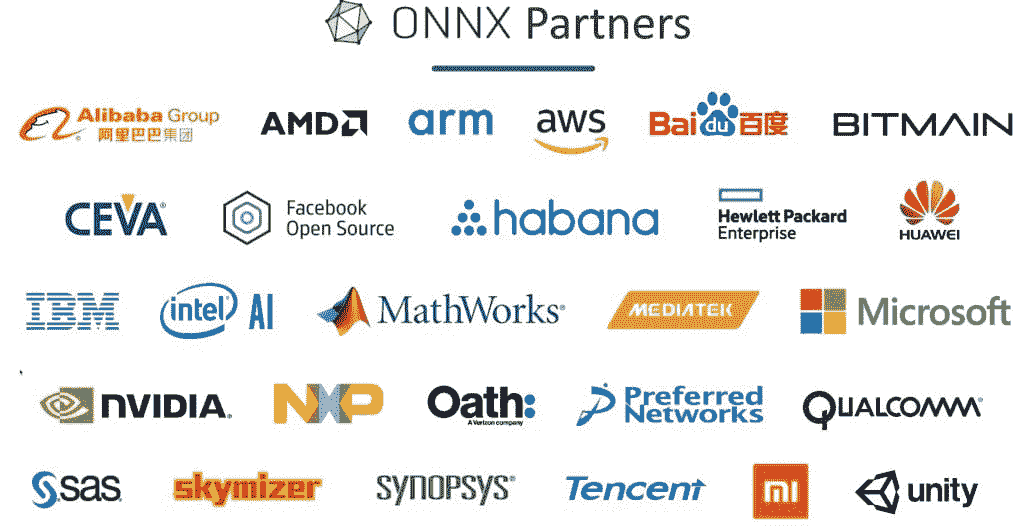 ONNX Partners
Alibaba Group
阿里巴巴集团
AMD
arm
aws
Bai du 百度
BITMAIN
CEVA
Facebook
Open Source
habana
Hewlett Packard
Enterprise
HUAWEI
IBM
intel AI
MathWorks
MEDIATEK
Microsoft
NVIDIA
NXP
Oath:
A Verizon company
Preferred
Networks
QUALCOMM
sas
skymizer
SYNOPSYS
Tencent
mi
unity